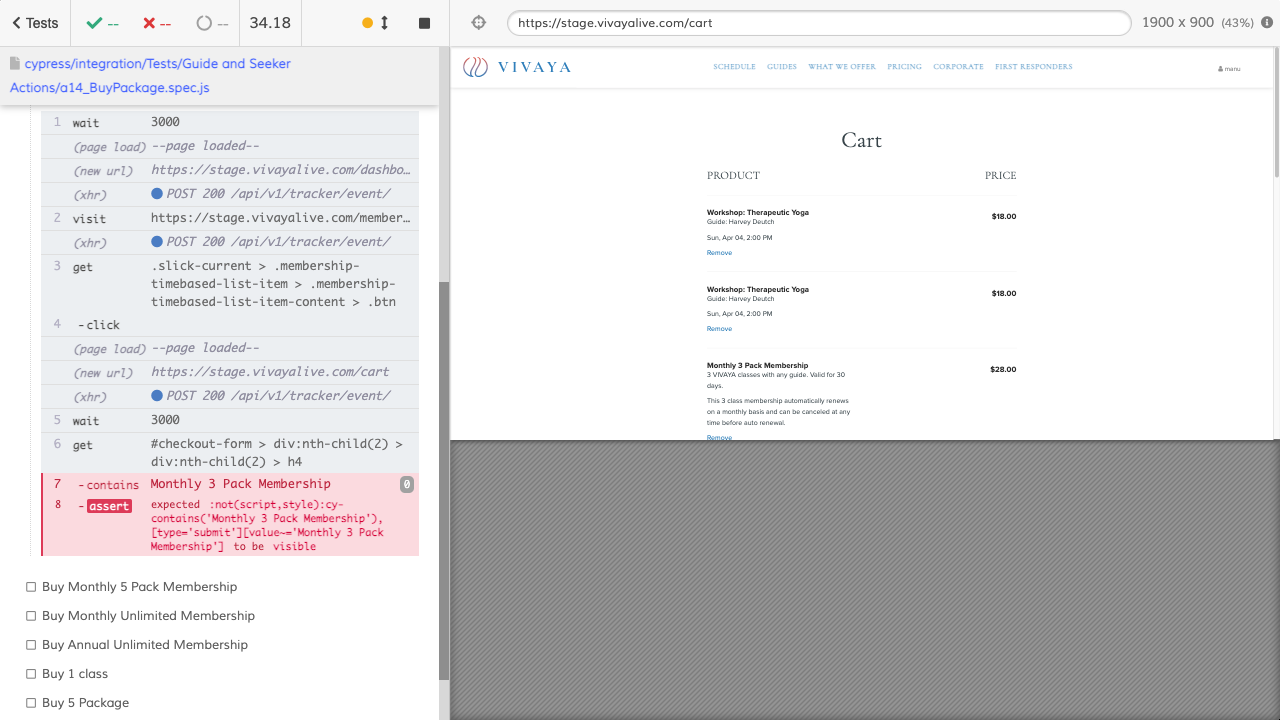 Tests
--
--
--
34.18
https://stage.vivayalive.com/cart
1900 x 900 (43%)
cypress/integration/Tests/Guide and Seeker
Actions/a14_BuyPackage.spec.js
1 wait 3000
(page load) --page loaded--
(new url) https://stage.vivayalive.com/dashbo…
(xhr) POST 200 /api/v1/tracker/event/
2 visit https://stage.vivayalive.com/member…
(xhr) POST 200 /api/v1/tracker/event/
3 get .slick-current > .membership-
timebased-list-item > .membership-
timebased-list-item-content > .btn
4 -click
(page load) --page loaded--
(new url) https://stage.vivayalive.com/cart
(xhr) POST 200 /api/v1/tracker/event/
5 wait 3000
6 get #checkout-form > div:nth-child(2) >
div:nth-child(2) > h4
7 -contains Monthly 3 Pack Membership 0
8 -assert expected :not(script,style):cy-
contains('Monthly 3 Pack Membership'),
[type='submit'][value~='Monthly 3 Pack
Membership'] to be visible
Buy Monthly 5 Pack Membership
Buy Monthly Unlimited Membership
Buy Annual Unlimited Membership
Buy 1 class
Buy 5 Package
VIVAYA
SCHEDULE GUIDES WHAT WE OFFER PRICING CORPORATE FIRST RESPONDERS
manu
Cart
PRODUCT PRICE
Workshop: Therapeutic Yoga $18.00
Guide: Harvey Deutch
Sun, Apr 04, 2:00 PM
Remove
Workshop: Therapeutic Yoga $18.00
Guide: Harvey Deutch
Sun, Apr 04, 2:00 PM
Remove
Monthly 3 Pack Membership $28.00
3 VIVAYA classes with any guide. Valid for 30
days.
This 3 class membership automatically renews
on a monthly basis and can be canceled at any
time before auto renewal.
Remove